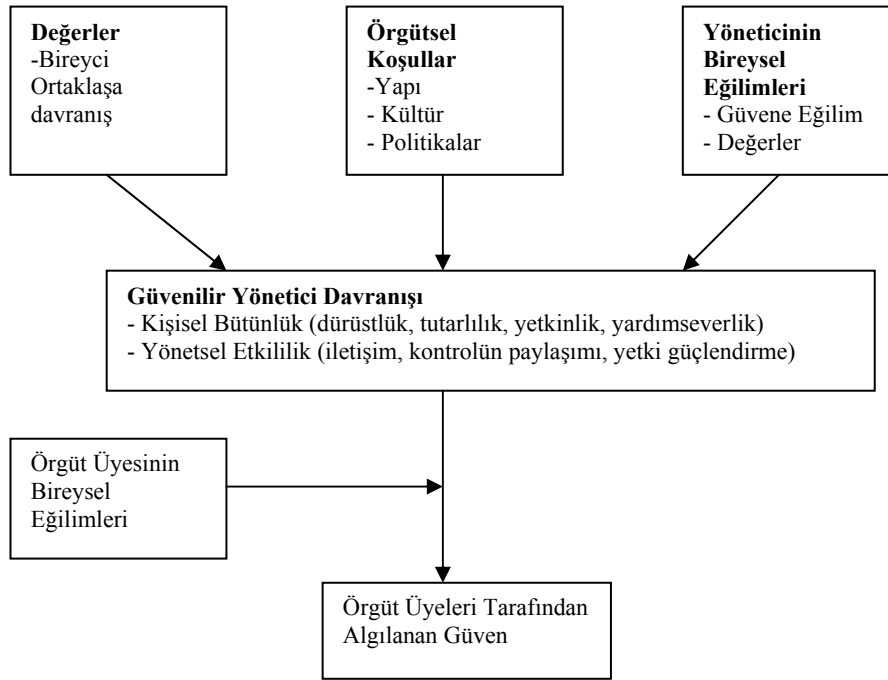 Değerler
-Bireyci
Ortaklaşa
davranış
Örgütsel
Koşullar
-Yapı
- Kültür
- Politikalar
Yöneticinin
Bireysel
Eğilimleri
- Güvene Eğilim
- Değerler
Güvenilir Yönetici Davranışı
- Kişisel Bütünlük (dürüstlük, tutarlılık, yetkinlik, yardımseverlik)
- Yönetsel Etkililik (iletişim, kontrolün paylaşımı, yetki güçlendirme)
Örgüt Üyesinin
Bireysel
Eğilimleri
Örgüt Üyeleri Tarafından
Algılanan Güven